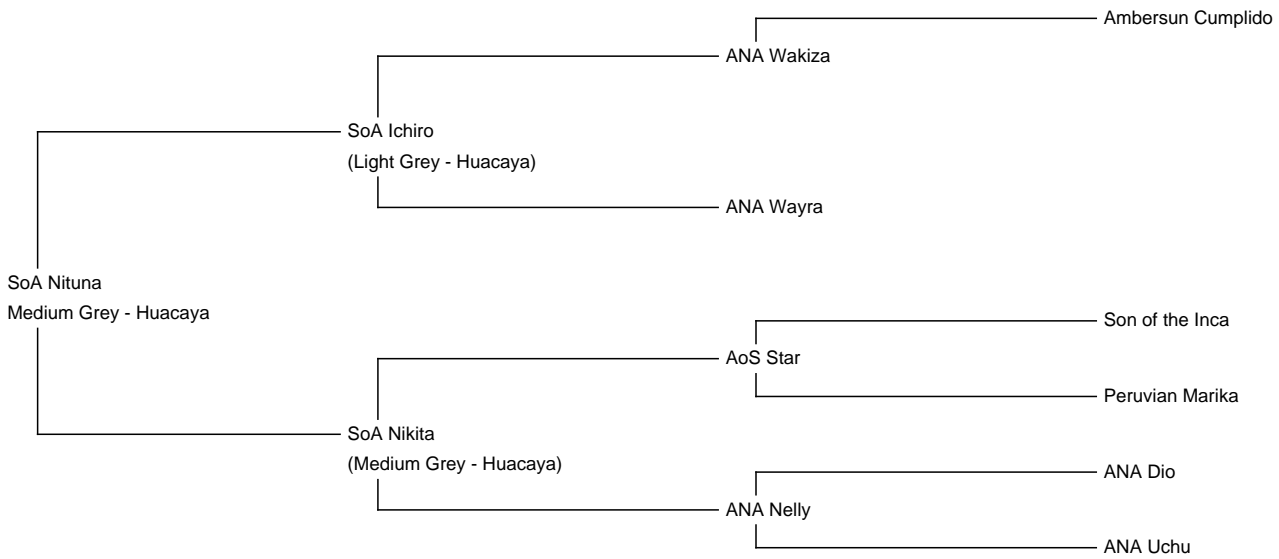 Ambersun Cumplido
ANA Wakiza
SoA Ichiro
(Light Grey - Huacaya)
ANA Wayra
SoA Nituna
Medium Grey - Huacaya
Son of the Inca
AoS Star
Peruvian Marika
SoA Nikita
(Medium Grey - Huacaya)
ANA Dio
ANA Nelly
ANA Uchu